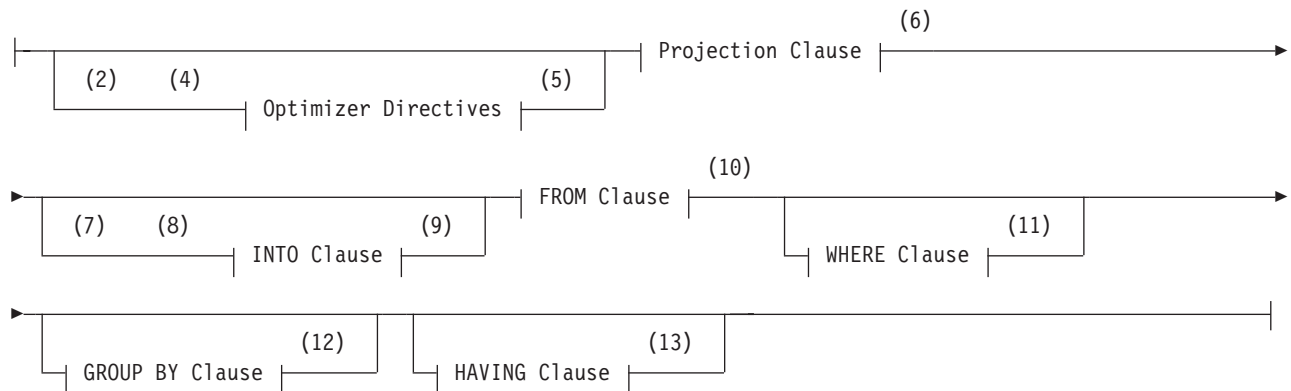 (6)
Projection Clause
(2) (4) (5)
Optimizer Directives
(10)
FROM Clause
(7) (8) (9) (11)
INTO Clause WHERE Clause
(12) (13)
GROUP BY Clause HAVING Clause